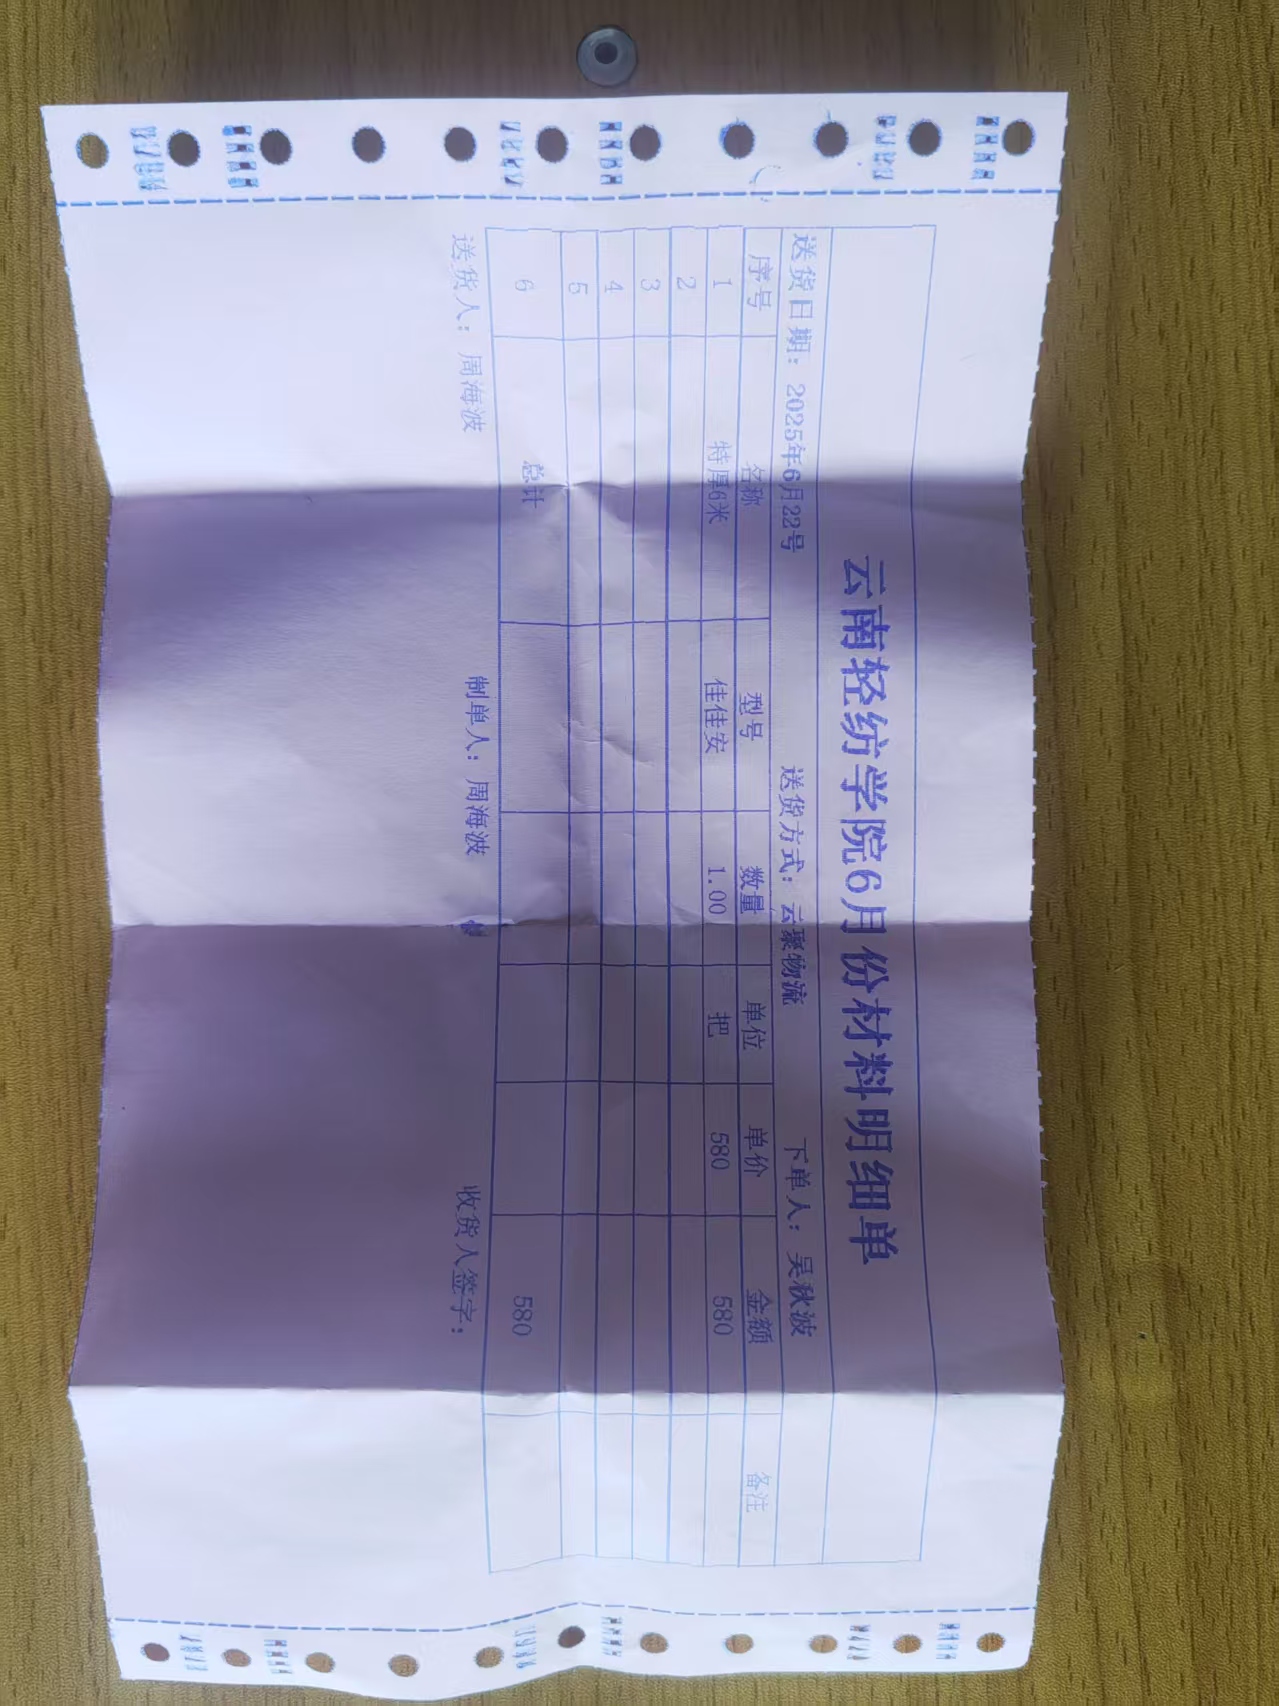 云南轻纺学院6月份材料明细单
送货日期：2025年6月22号 送货方式：云聚物流 下单人：吴秋波
序号 名称 型号 数量 单位 单价 金额 备注
1 特厚6米 佳佳安 1.00 把 580 580
2
3
4
5
6 总计 580
送货人：周海波 制单人：周海波 收货人签字：